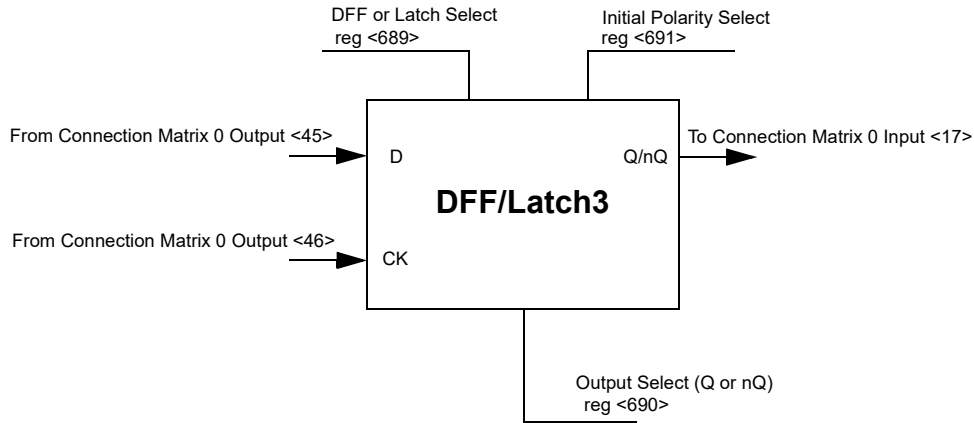 DFF or Latch Select
reg <689>
Initial Polarity Select
reg <691>
From Connection Matrix 0 Output <45>
D
Q/nQ
To Connection Matrix 0 Input <17>
DFF/Latch3
From Connection Matrix 0 Output <46>
CK
Output Select (Q or nQ)
reg <690>